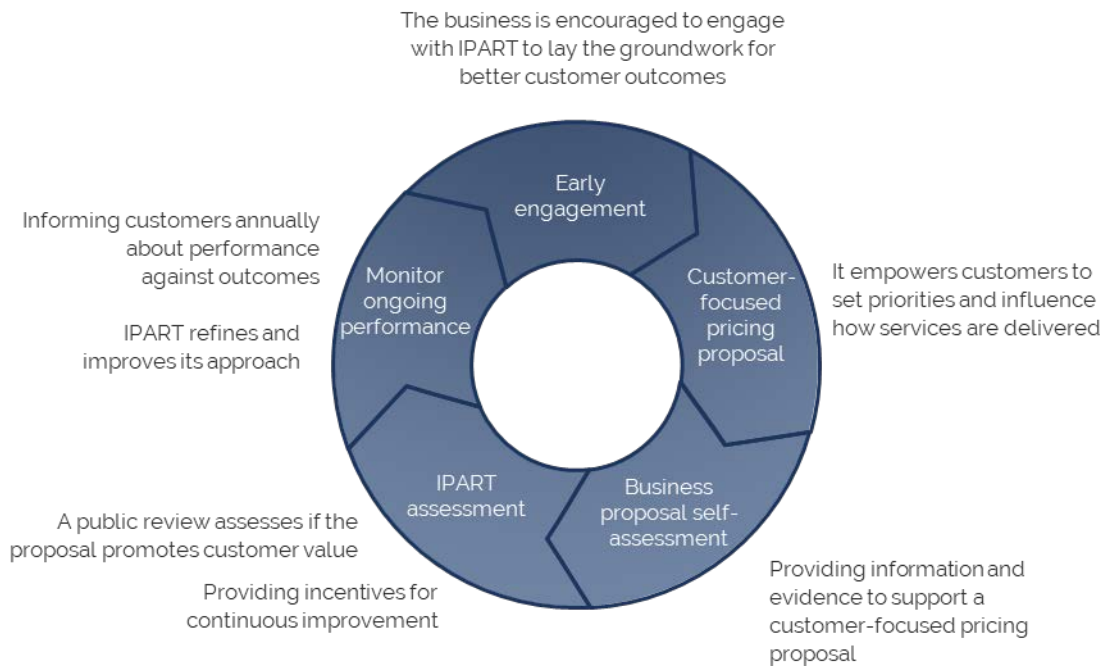 The business is encouraged to engage
with IPART to lay the groundwork for
better customer outcomes
Early
engagement
Customer-
focused
pricing
proposal
It empowers customers to
set priorities and influence
how services are delivered
Business
proposal self-
assessment
Providing information and
evidence to support a
customer-focused pricing
proposal
IPART
assessment
A public review assesses if the
proposal promotes customer value
Providing incentives for
continuous improvement
Monitor
ongoing
performance
Informing customers annually
about performance
against outcomes
IPART refines and
improves its approach